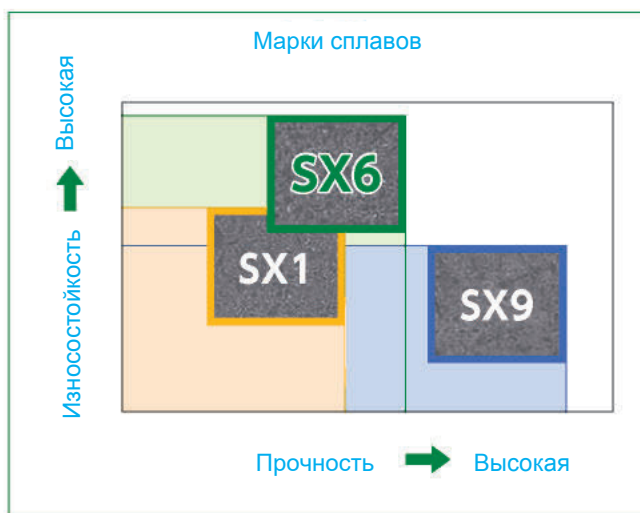 Марки сплавов
Износостойкость
Высокая
SX6
SX1
SX9
Прочность
Высокая